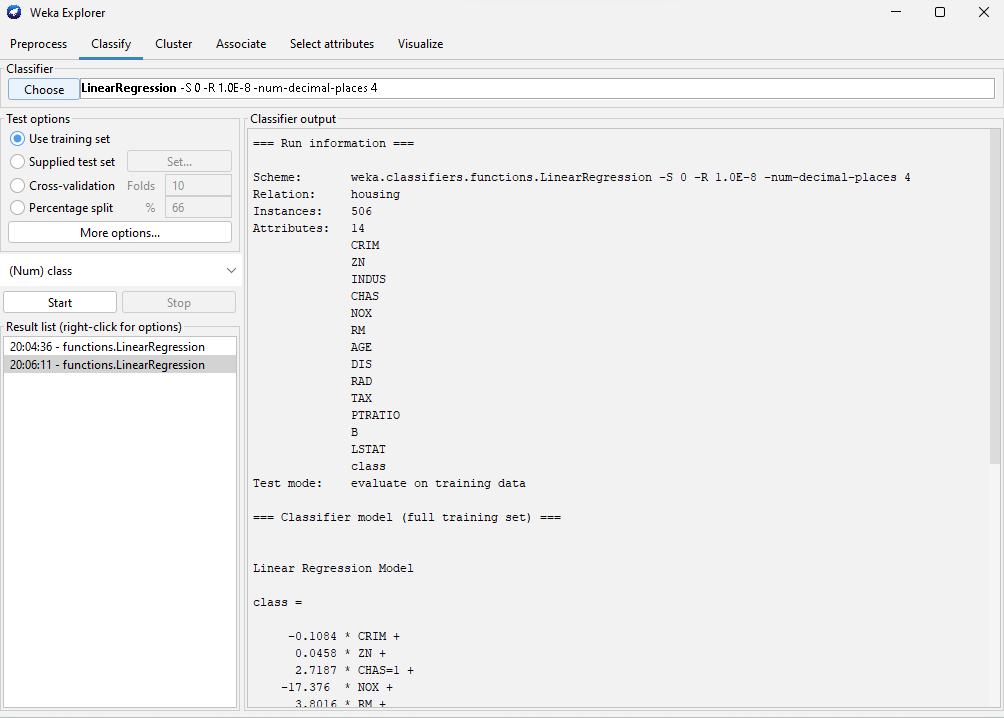 Weka Explorer
Preprocess Classify Cluster Associate Select attributes Visualize
Classifier
Choose LinearRegression -S 0 -R 1.0E-8 -num-decimal-places 4
Test options
Use training set
Supplied test set Set...
Cross-validation Folds 10
Percentage split % 66
More options...
(Num) class
Start Stop
Result list (right-click for options)
20:04:36 - functions.LinearRegression
20:06:11 - functions.LinearRegression
Classifier output
=== Run information ===
Scheme: weka.classifiers.functions.LinearRegression -S 0 -R 1.0E-8 -num-decimal-places 4
Relation: housing
Instances: 506
Attributes: 14
CRIM
ZN
INDUS
CHAS
NOX
RM
AGE
DIS
RAD
TAX
PTRATIO
B
LSTAT
class
Test mode: evaluate on training data
=== Classifier model (full training set) ===
Linear Regression Model
class =
-0.1084 * CRIM +
0.0458 * ZN +
2.7187 * CHAS=1 +
-17.376 * NOX +
3.8016 * RM +